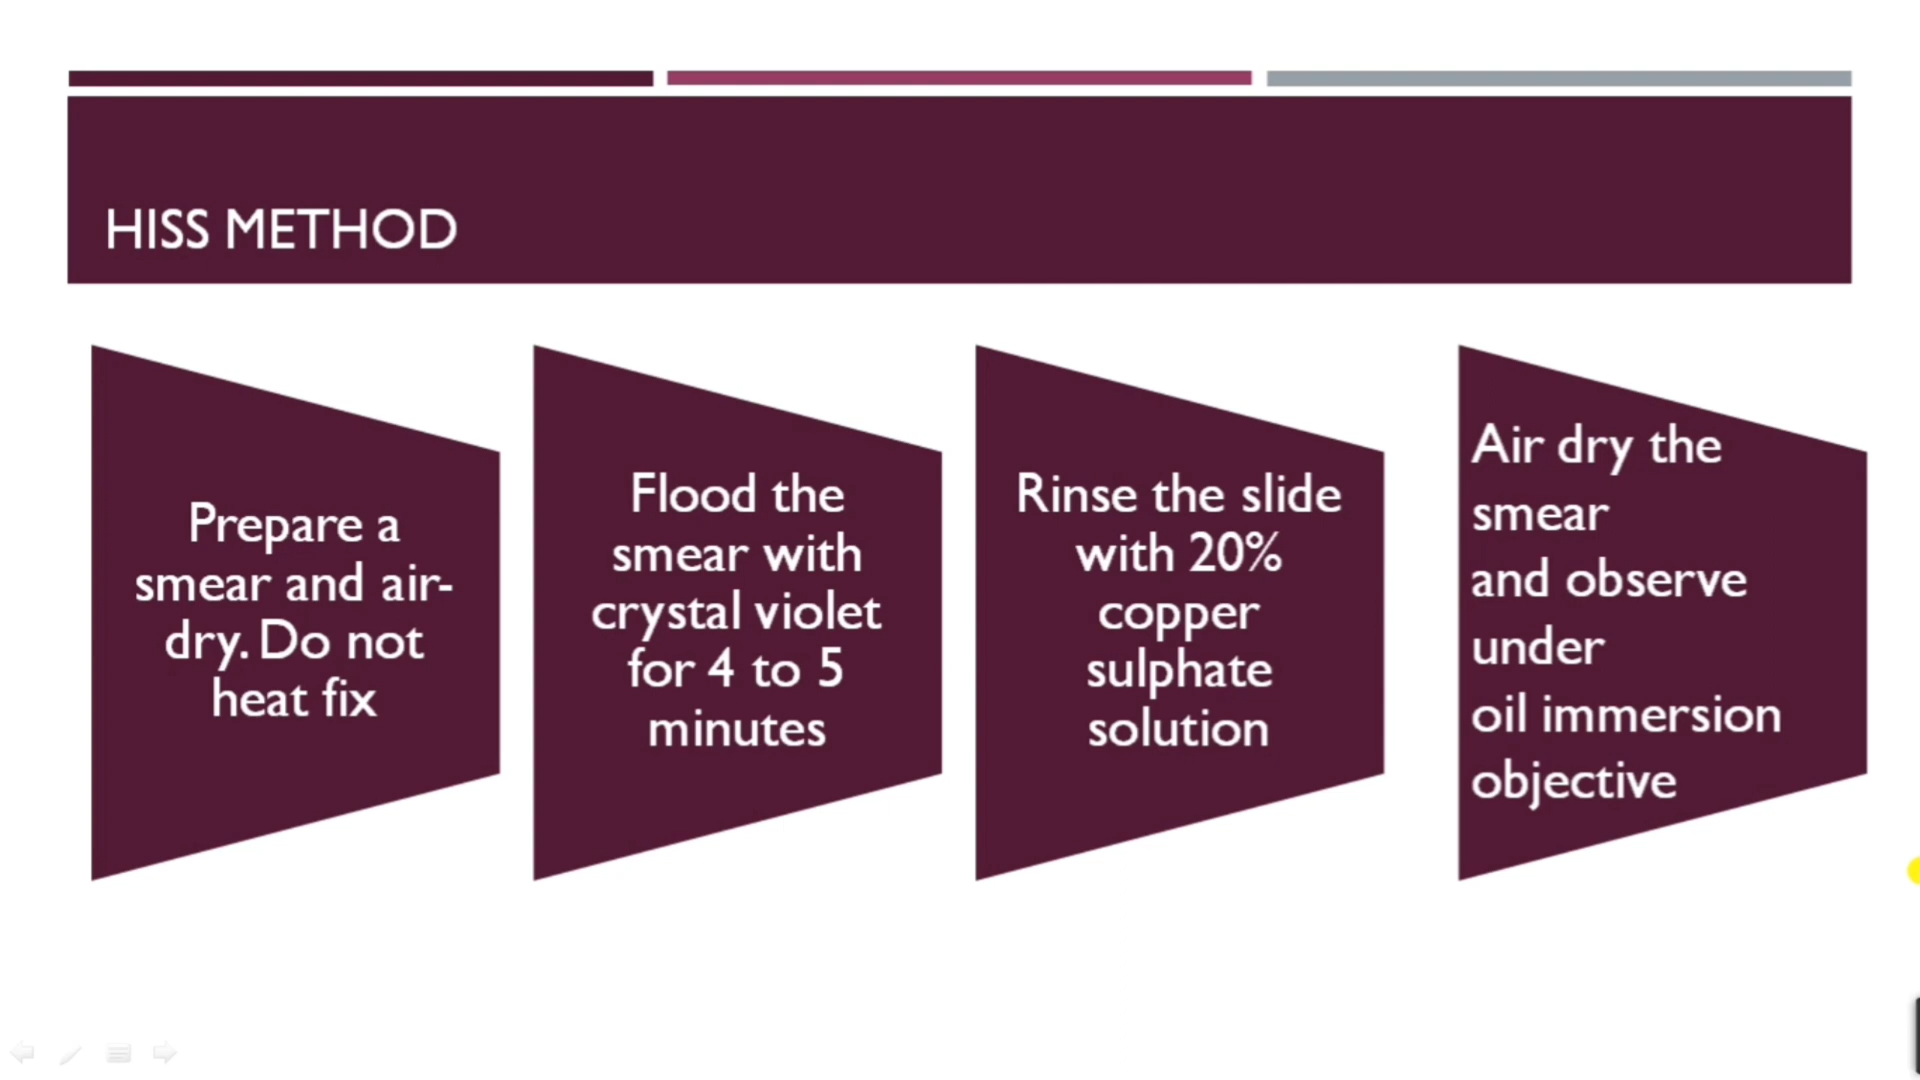 HISS METHOD
Prepare a
smear and air-
dry. Do not
heat fix
Flood the
smear with
crystal violet
for 4 to 5
minutes
Rinse the slide
with 20%
copper
sulphate
solution
Air dry the
smear
and observe
under
oil immersion
objective